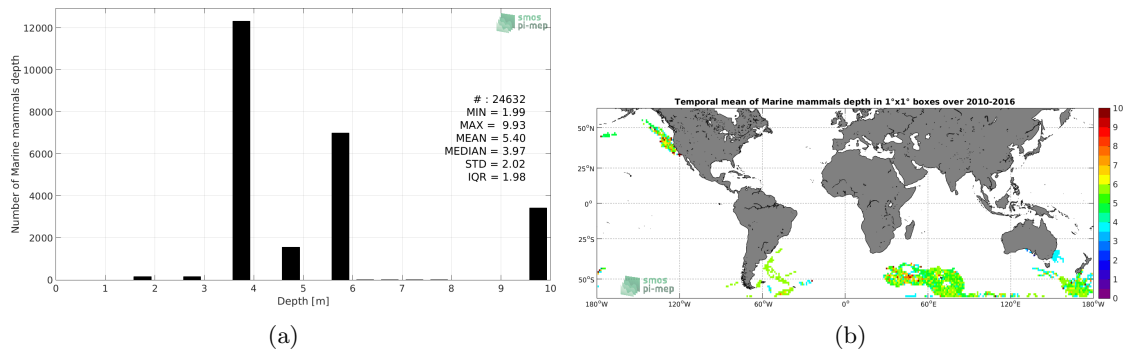 smos
pi-mep
# : 24632
MIN = 1.99
MAX = 9.93
MEAN = 5.40
MEDIAN = 3.97
STD = 2.02
IQR = 1.98
Number of Marine mammals depth
12000
10000
8000
6000
4000
2000
0
0 1 2 3 4 5 6 7 8 9 10
Depth [m]
(a)
Temporal mean of Marine mammals depth in 1°x1° boxes over 2010-2016
50°N
25°N
0°
25°S
50°S
180°W 120°W 60°W 0° 60°E 120°E 180°E
smos
pi-mep
10
9
8
7
6
5
4
3
2
1
0
(b)